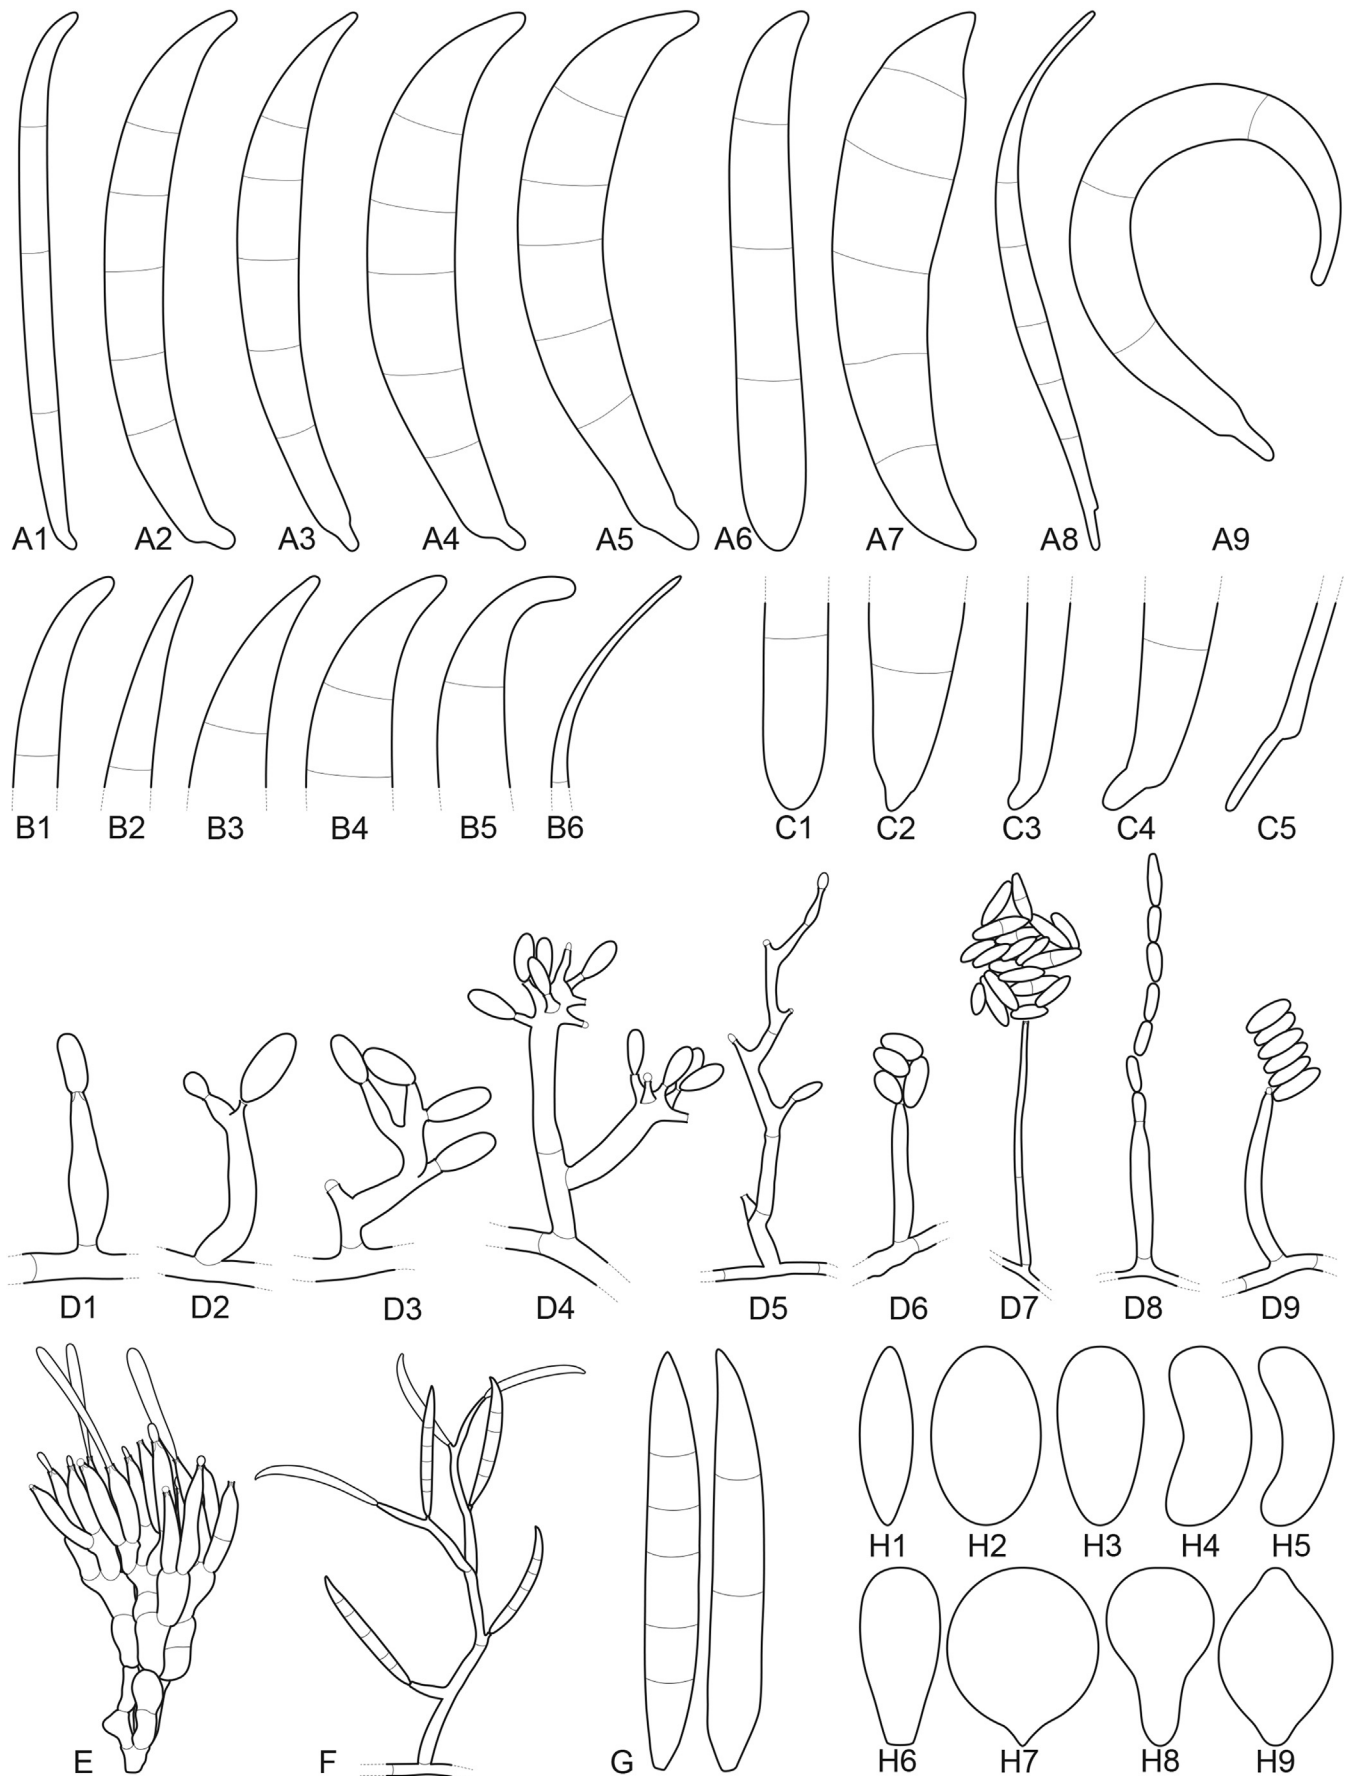 A1 A2 A3 A4 A5 A6 A7 A8 A9
B1 B2 B3 B4 B5 B6 C1 C2 C3 C4 C5
D1 D2 D3 D4 D5 D6 D7 D8 D9
H1 H2 H3 H4 H5
E F G H6 H7 H8 H9